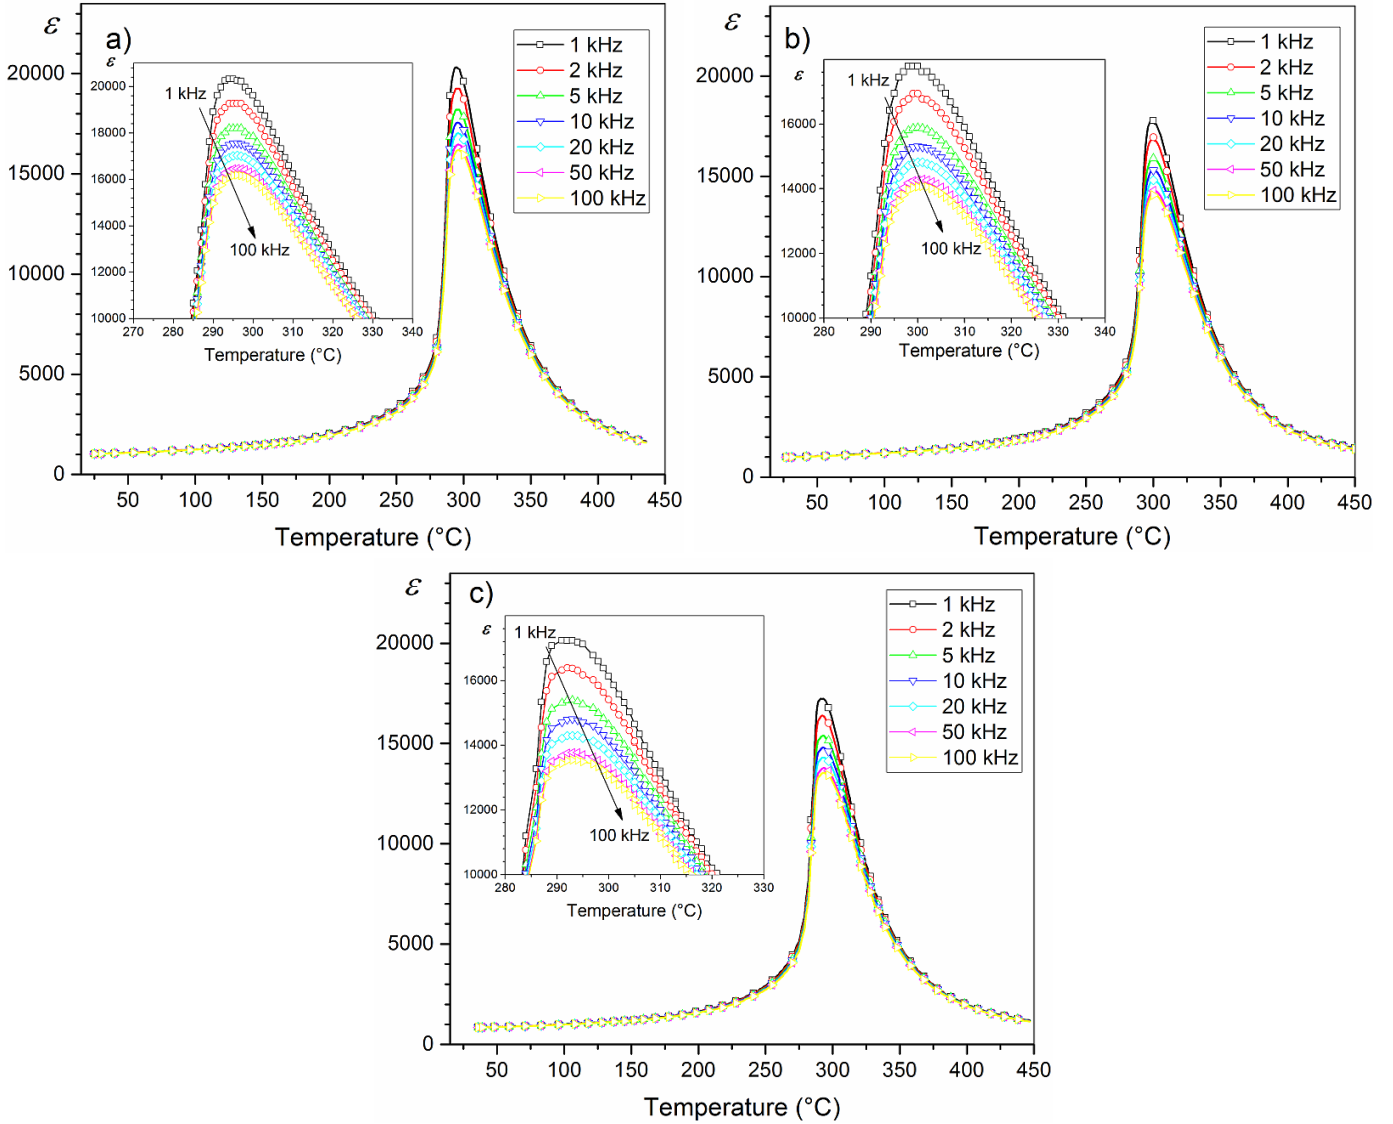 ε
a)
20000
15000
10000
5000
0
50 100 150 200 250 300 350 400 450
Temperature (°C)
1 kHz
2 kHz
5 kHz
10 kHz
20 kHz
50 kHz
100 kHz
ε
20000
18000
16000
14000
12000
10000
270 280 290 300 310 320 330 340
Temperature (°C)
1 kHz
100 kHz
ε
b)
20000
15000
10000
5000
0
50 100 150 200 250 300 350 400 450
Temperature (°C)
1 kHz
2 kHz
5 kHz
10 kHz
20 kHz
50 kHz
100 kHz
ε
16000
14000
12000
10000
280 290 300 310 320 330 340
Temperature (°C)
1 kHz
100 kHz
ε
c)
20000
15000
10000
5000
0
50 100 150 200 250 300 350 400 450
Temperature (°C)
1 kHz
2 kHz
5 kHz
10 kHz
20 kHz
50 kHz
100 kHz
ε
16000
14000
12000
10000
280 290 300 310 320 330
Temperature (°C)
1 kHz
100 kHz